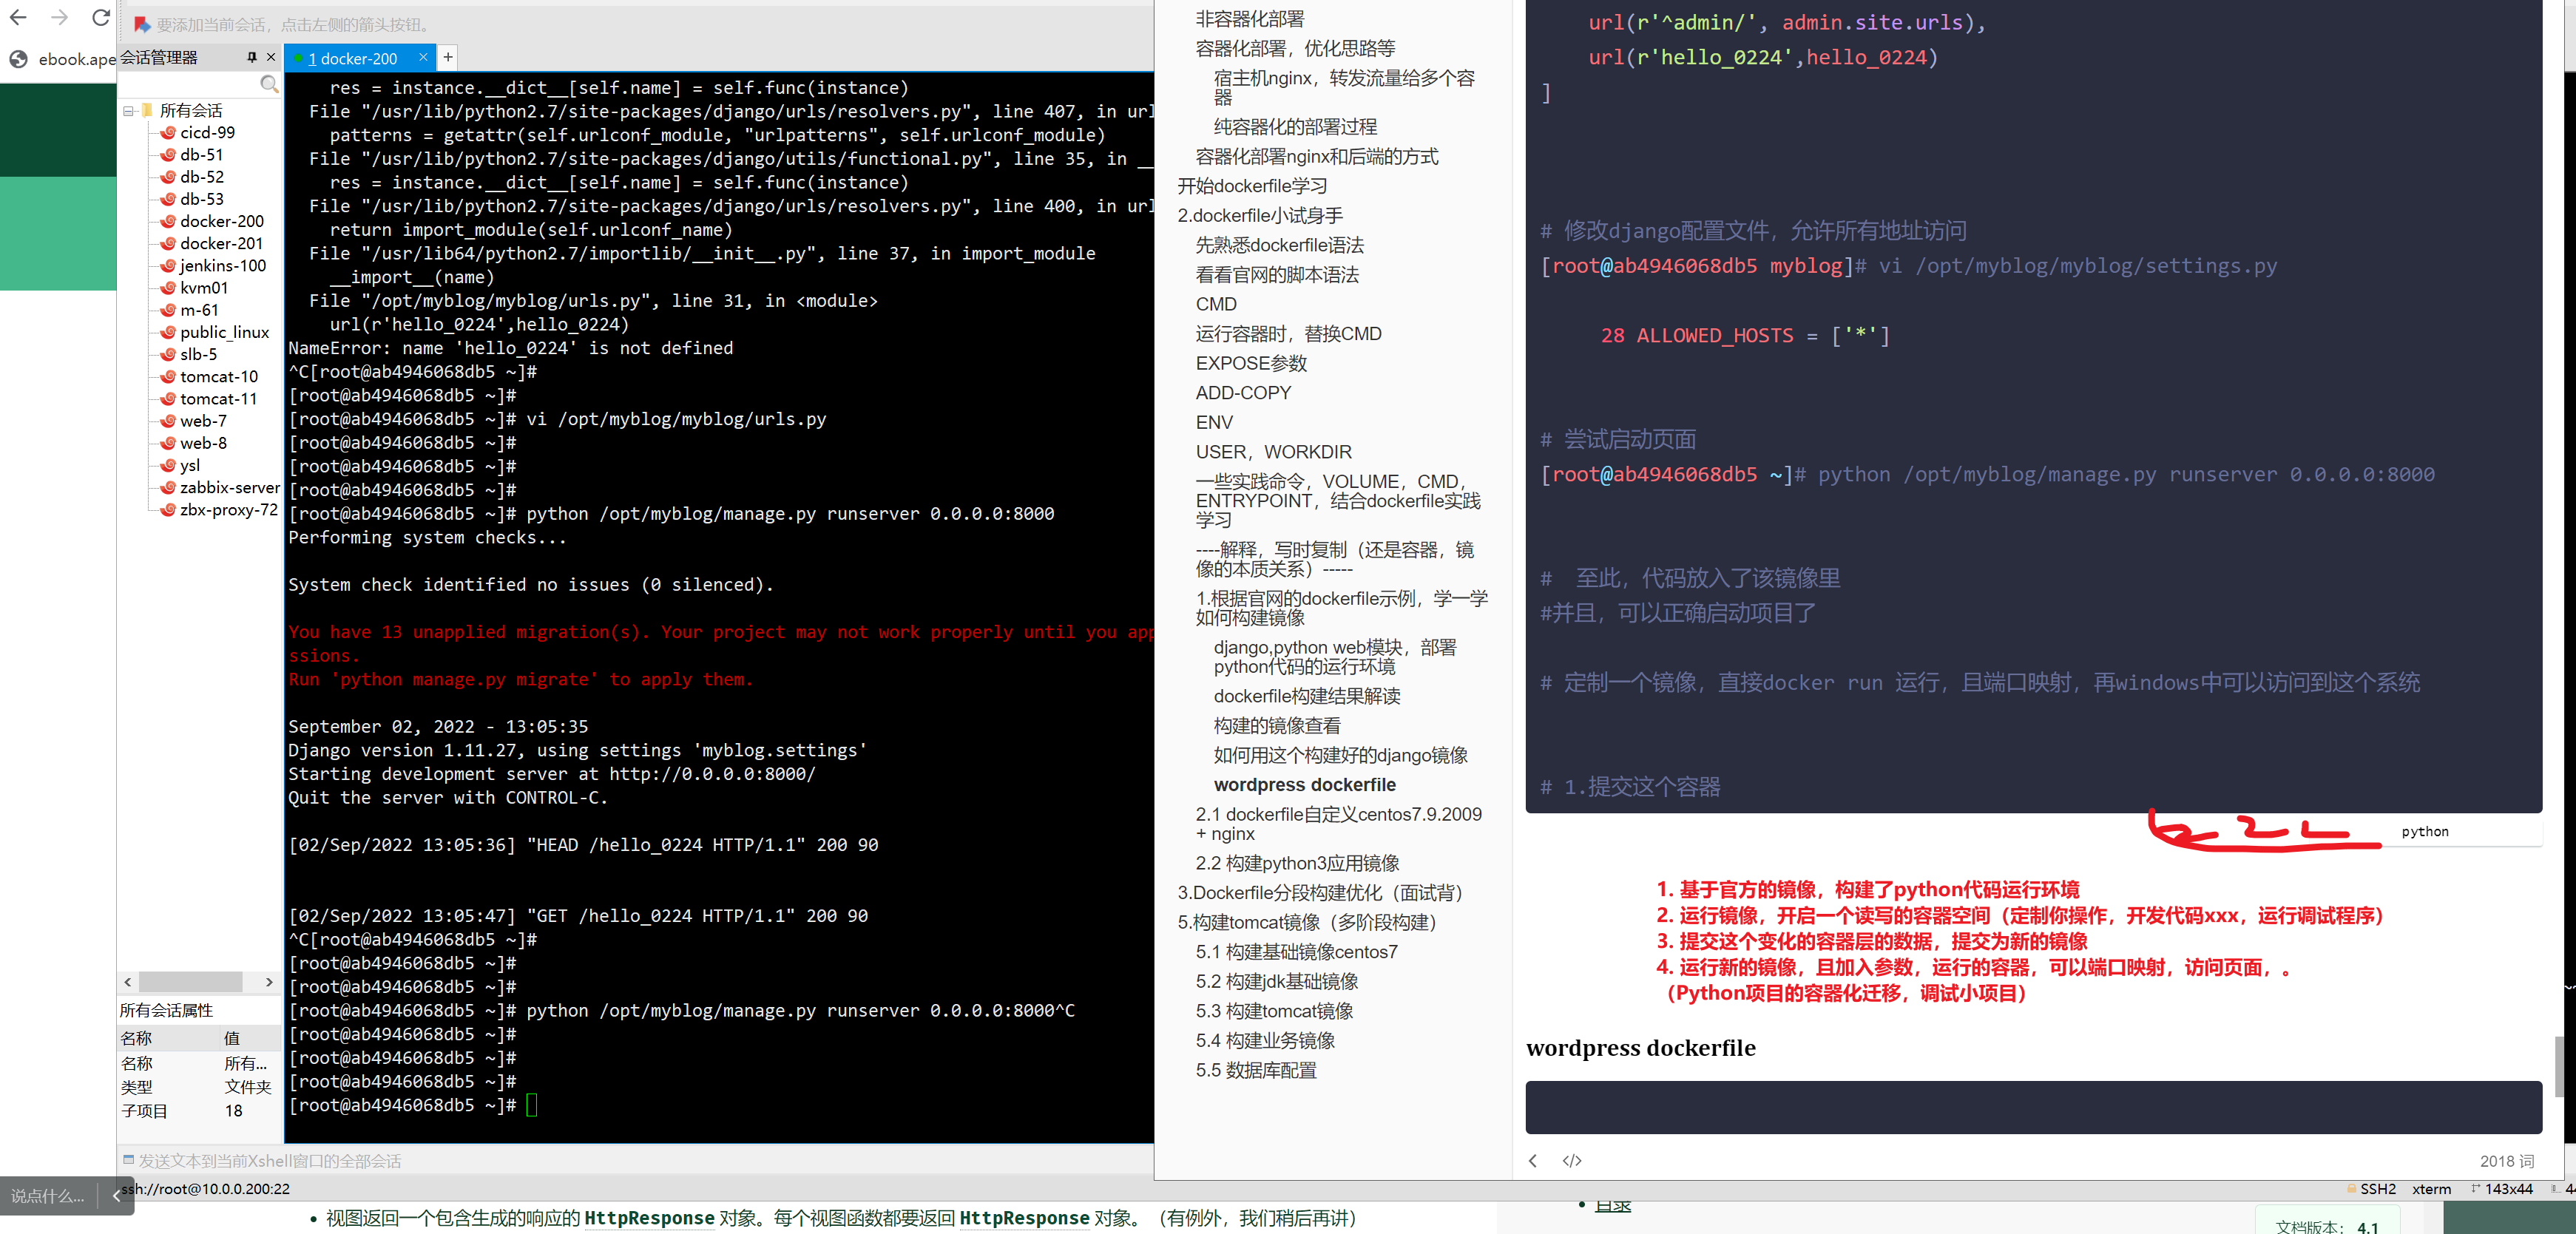 ebook.ape
要添加当前会话，点击左侧的箭头按钮。
会话管理器
1 docker-200
所有会话
cicd-99
db-51
db-52
db-53
docker-200
docker-201
jenkins-100
kvm01
m-61
public_linux
slb-5
tomcat-10
tomcat-11
web-7
web-8
ysl
zabbix-server
zbx-proxy-72
所有会话属性
名称 值
名称 所有...
类型 文件夹
子项目 18
res = instance.__dict__[self.name] = self.func(instance)
File "/usr/lib/python2.7/site-packages/django/urls/resolvers.py", line 407, in url
patterns = getattr(self.urlconf_module, "urlpatterns", self.urlconf_module)
File "/usr/lib/python2.7/site-packages/django/utils/functional.py", line 35, in __
res = instance.__dict__[self.name] = self.func(instance)
File "/usr/lib/python2.7/site-packages/django/urls/resolvers.py", line 400, in url
return import_module(self.urlconf_name)
File "/usr/lib64/python2.7/importlib/__init__.py", line 37, in import_module
__import__(name)
File "/opt/myblog/myblog/urls.py", line 31, in <module>
url(r'hello_0224',hello_0224)
NameError: name 'hello_0224' is not defined
^C[root@ab4946068db5 ~]#
[root@ab4946068db5 ~]#
[root@ab4946068db5 ~]# vi /opt/myblog/myblog/urls.py
[root@ab4946068db5 ~]#
[root@ab4946068db5 ~]#
[root@ab4946068db5 ~]#
[root@ab4946068db5 ~]# python /opt/myblog/manage.py runserver 0.0.0.0:8000
Performing system checks...
System check identified no issues (0 silenced).
You have 13 unapplied migration(s). Your project may not work properly until you app
ssions.
Run 'python manage.py migrate' to apply them.
September 02, 2022 - 13:05:35
Django version 1.11.27, using settings 'myblog.settings'
Starting development server at http://0.0.0.0:8000/
Quit the server with CONTROL-C.
[02/Sep/2022 13:05:36] "HEAD /hello_0224 HTTP/1.1" 200 90
[02/Sep/2022 13:05:47] "GET /hello_0224 HTTP/1.1" 200 90
^C[root@ab4946068db5 ~]#
[root@ab4946068db5 ~]#
[root@ab4946068db5 ~]#
[root@ab4946068db5 ~]# python /opt/myblog/manage.py runserver 0.0.0.0:8000^C
[root@ab4946068db5 ~]#
[root@ab4946068db5 ~]#
[root@ab4946068db5 ~]#
[root@ab4946068db5 ~]#
发送文本到当前Xshell窗口的全部会话
说点什么...
ssh://root@10.0.0.200:22
非容器化部署
容器化部署，优化思路等
宿主机nginx，转发流量给多个容
器
纯容器化的部署过程
容器化部署nginx和后端的方式
开始dockerfile学习
2.dockerfile小试身手
先熟悉dockerfile语法
看看官网的脚本语法
CMD
运行容器时，替换CMD
EXPOSE参数
ADD-COPY
ENV
USER，WORKDIR
一些实践命令，VOLUME，CMD，
ENTRYPOINT，结合dockerfile实践
学习
----解释，写时复制（还是容器，镜
像的本质关系）-----
1.根据官网的dockerfile示例，学一学
如何构建镜像
django,python web模块，部署
python代码的运行环境
dockerfile构建结果解读
构建的镜像查看
如何用这个构建好的django镜像
wordpress dockerfile
2.1 dockerfile自定义centos7.9.2009
+ nginx
2.2 构建python3应用镜像
3.Dockerfile分段构建优化（面试背）
5.构建tomcat镜像（多阶段构建）
5.1 构建基础镜像centos7
5.2 构建jdk基础镜像
5.3 构建tomcat镜像
5.4 构建业务镜像
5.5 数据库配置
url(r'^admin/', admin.site.urls),
url(r'hello_0224',hello_0224)
]
# 修改django配置文件，允许所有地址访问
[root@ab4946068db5 myblog]# vi /opt/myblog/myblog/settings.py
28 ALLOWED_HOSTS = ['*']
# 尝试启动页面
[root@ab4946068db5 ~]# python /opt/myblog/manage.py runserver 0.0.0.0:8000
# 至此，代码放入了该镜像里
#并且，可以正确启动项目了
# 定制一个镜像，直接docker run 运行，且端口映射，再windows中可以访问到这个系统
# 1.提交这个容器
python
1. 基于官方的镜像，构建了python代码运行环境
2. 运行镜像，开启一个读写的容器空间（定制你操作，开发代码xxx，运行调试程序）
3. 提交这个变化的容器层的数据，提交为新的镜像
4. 运行新的镜像，且加入参数，运行的容器，可以端口映射，访问页面，。
（Python项目的容器化迁移，调试小项目）
wordpress dockerfile
</> 2018 词
SSH2 xterm 143x44
视图返回一个包含生成的响应的 HttpResponse 对象。每个视图函数都要返回 HttpResponse 对象。（有例外，我们稍后再讲）
目录
文档版本： 4.1